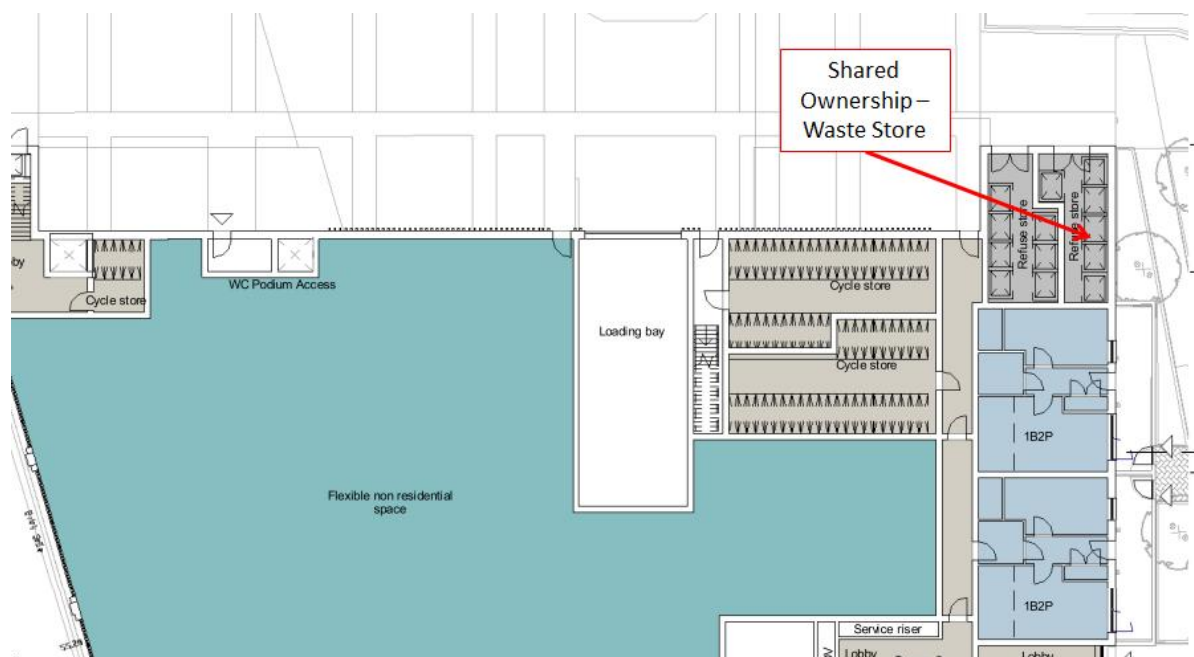 Shared
Ownership –
Waste Store
Refuse store
Refuse store
Cycle store
WC Podium Access
Cycle store
Loading bay
Cycle store
1B2P
Flexible non residential
space
1B2P
Service riser
Lobby
Lobby